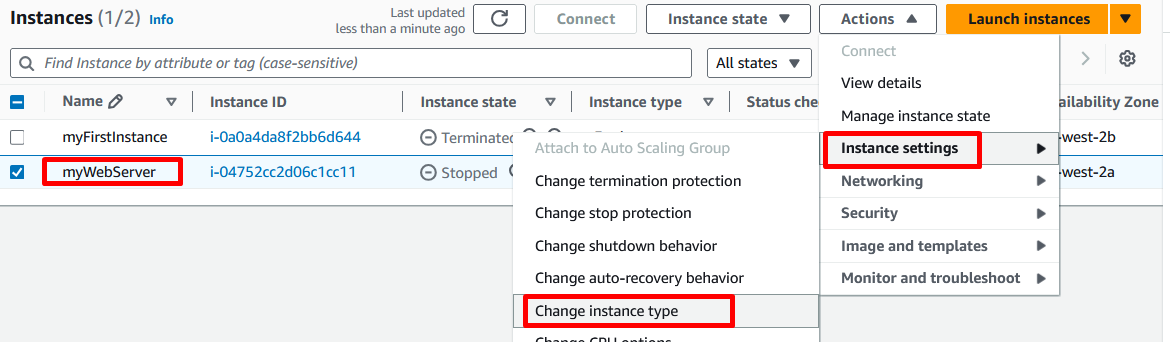 Instances (1/2) Info
Last updated
less than a minute ago
Connect
Instance state
Actions
Launch instances
Find Instance by attribute or tag (case-sensitive)
All states
Name
Instance ID
Instance state
Instance type
Status che
ailability Zone
myFirstInstance
i-0a0a4da8f2bb6d644
Terminated
-west-2b
myWebServer
i-04752cc2d06c1cc11
Stopped
-west-2a
Connect
View details
Manage instance state
Instance settings
Networking
Security
Image and templates
Monitor and troubleshoot
Attach to Auto Scaling Group
Change termination protection
Change stop protection
Change shutdown behavior
Change auto-recovery behavior
Change instance type
Change CPU options